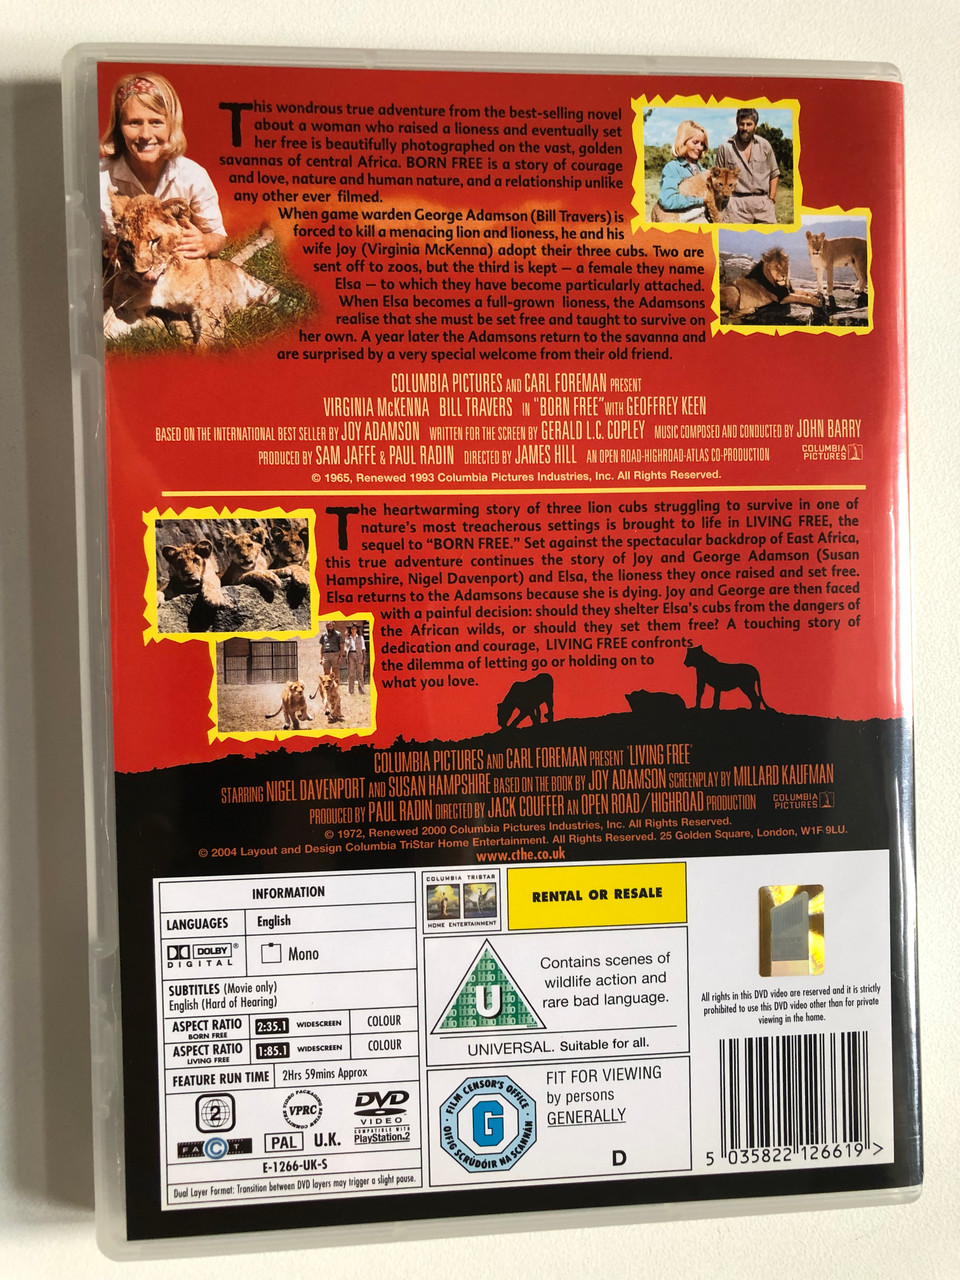 This wondrous true adventure from the best-selling novel
about a woman who raised a lioness and eventually set
her free is beautifully photographed on the vast, golden
savannas of central Africa. BORN FREE is a story of courage
and love, nature and human nature, and a relationship unlike
any other ever filmed.
When game warden George Adamson (Bill Travers) is
forced to kill a menacing lion and lioness, he and his
wife Joy (Virginia McKenna) adopt their three cubs. Two are
sent off to zoos, but the third is kept — a female they name
Elsa — to which they have become particularly attached.
When Elsa becomes a full-grown lioness, the Adamsons
realise that she must be set free and taught to survive on
her own. A year later the Adamsons return to the savanna and
are surprised by a very special welcome from their old friend.
COLUMBIA PICTURES AND CARL FOREMAN PRESENT
VIRGINIA McKENNA BILL TRAVERS IN "BORN FREE" WITH GEOFFREY KEEN
BASED ON THE INTERNATIONAL BEST SELLER BY JOY ADAMSON WRITTEN FOR THE SCREEN BY GERALD L.C. COPLEY MUSIC COMPOSED AND CONDUCTED BY JOHN BARRY
PRODUCED BY SAM JAFFE & PAUL RADIN DIRECTED BY JAMES HILL AN OPEN ROAD-HIGHROAD-ATLAS CO-PRODUCTION
COLUMBIA
PICTURES
© 1965, Renewed 1993 Columbia Pictures Industries, Inc. All Rights Reserved.
The heartwarming story of three lion cubs struggling to survive in one of
nature's most treacherous settings is brought to life in LIVING FREE, the
sequel to "BORN FREE." Set against the spectacular backdrop of East Africa,
this true adventure continues the story of Joy and George Adamson (Susan
Hampshire, Nigel Davenport) and Elsa, the lioness they once raised and set free.
Elsa returns to the Adamsons because she is dying. Joy and George are then faced
with a painful decision: should they shelter Elsa's cubs from the dangers of
the African wilds, or should they set them free? A touching story of
dedication and courage, LIVING FREE confronts
the dilemma of letting go or holding on to
what you love.
COLUMBIA PICTURES AND CARL FOREMAN PRESENT 'LIVING FREE'
STARRING NIGEL DAVENPORT AND SUSAN HAMPSHIRE BASED ON THE BOOK BY JOY ADAMSON SCREENPLAY BY MILLARD KAUFMAN
PRODUCED BY PAUL RADIN DIRECTED BY JACK COUFFER AN OPEN ROAD/HIGHROAD PRODUCTION
COLUMBIA
PICTURES
© 1972, Renewed 2000 Columbia Pictures Industries, Inc. All Rights Reserved.
© 2004 Layout and Design Columbia TriStar Home Entertainment. All Rights Reserved. 25 Golden Square, London, W1F 9LU.
www.cthe.co.uk
INFORMATION
LANGUAGES English
DOLBY
DIGITAL
Mono
SUBTITLES (Movie only)
English (Hard of Hearing)
ASPECT RATIO
BORN FREE
2:35.1 WIDESCREEN COLOUR
ASPECT RATIO
LIVING FREE
1:85.1 WIDESCREEN COLOUR
FEATURE RUN TIME 2Hrs 59mins Approx
2
VIDEO PACKAGING REVIEW COMMITTEE
VPRC
DVD
VIDEO
COMPATIBLE WITH
PlayStation.2
FACT
PAL U.K.
E-1266-UK-S
Dual Layer Format: Transition between DVD layers may trigger a slight pause.
COLUMBIA TRISTAR
HOME ENTERTAINMENT
RENTAL OR RESALE
U
Contains scenes of
wildlife action and
rare bad language.
UNIVERSAL. Suitable for all.
FILM CENSOR'S OFFICE
G
OIFIG SCRÚDÓIR NA SCANNÁN
FIT FOR VIEWING
by persons
GENERALLY
D
All rights in this DVD video are reserved and it is strictly
prohibited to use this DVD video other than for private
viewing in the home.
5 035822 126619 >